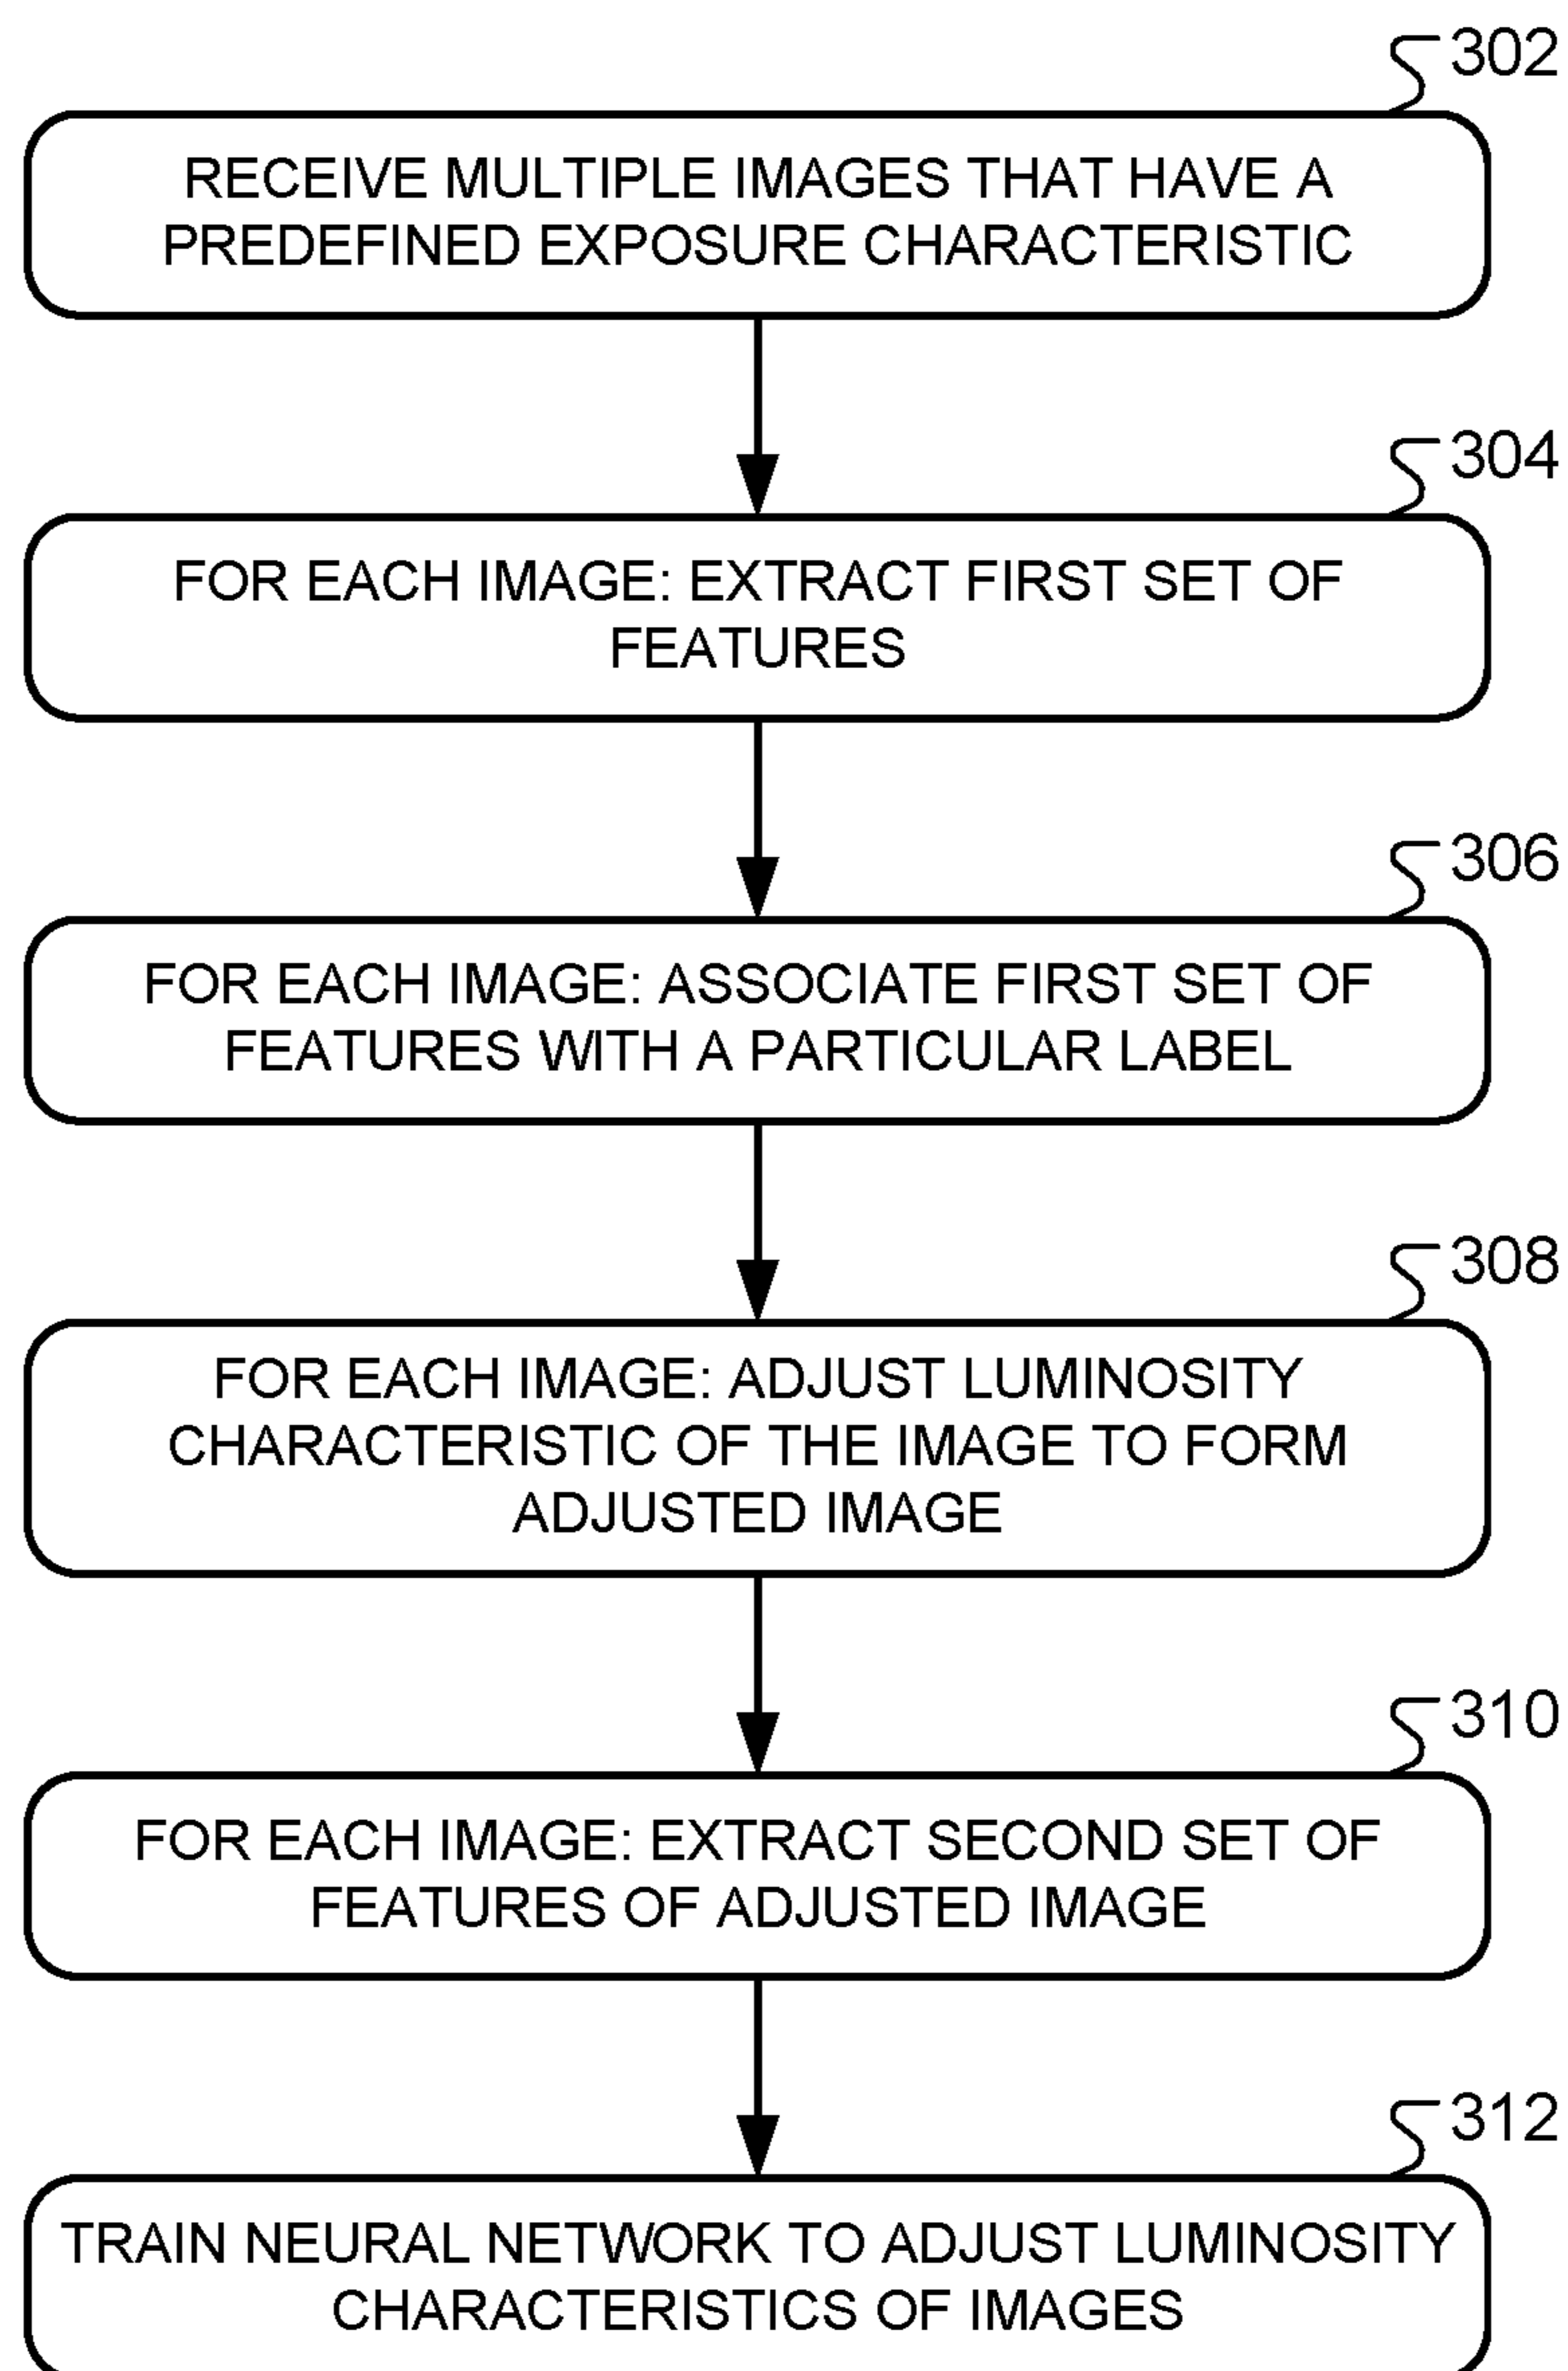 302
RECEIVE MULTIPLE IMAGES THAT HAVE A
PREDEFINED EXPOSURE CHARACTERISTIC
304
FOR EACH IMAGE: EXTRACT FIRST SET OF
FEATURES
306
FOR EACH IMAGE: ASSOCIATE FIRST SET OF
FEATURES WITH A PARTICULAR LABEL
308
FOR EACH IMAGE: ADJUST LUMINOSITY
CHARACTERISTIC OF THE IMAGE TO FORM
ADJUSTED IMAGE
310
FOR EACH IMAGE: EXTRACT SECOND SET OF
FEATURES OF ADJUSTED IMAGE
312
TRAIN NEURAL NETWORK TO ADJUST LUMINOSITY
CHARACTERISTICS OF IMAGES